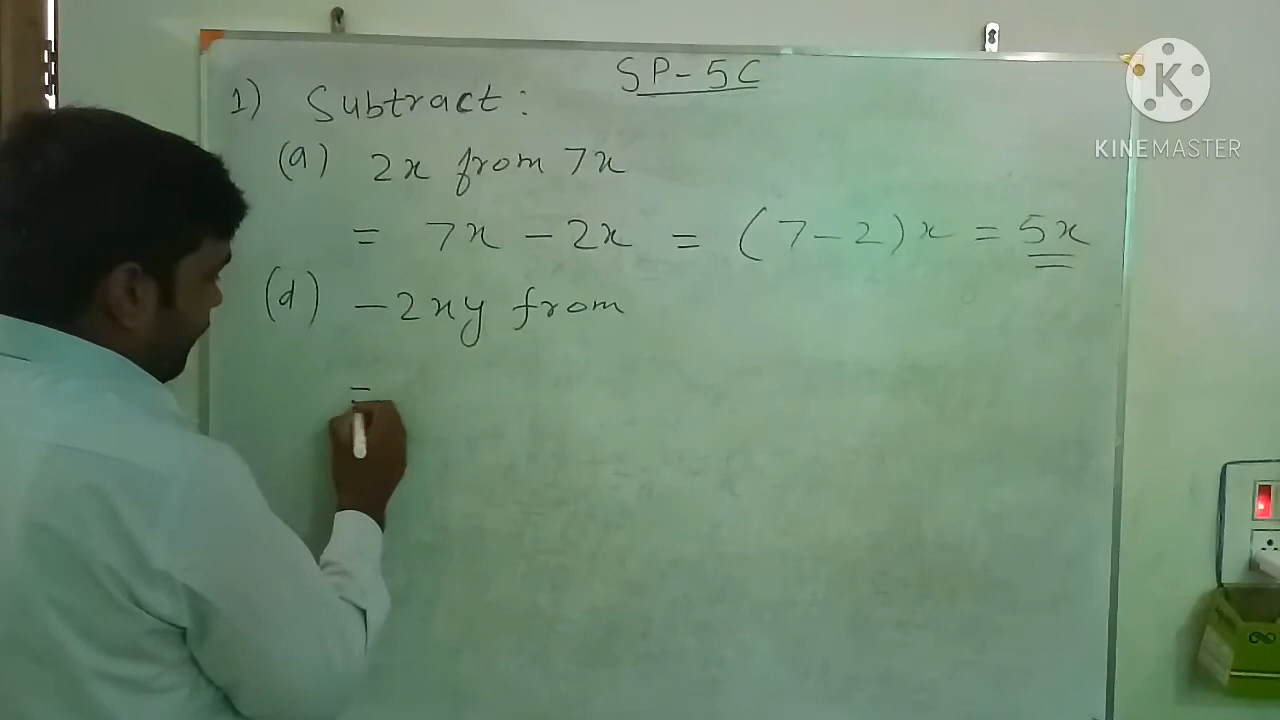 SP-5C
1) Subtract:
(a) 2x from 7x
= 7x - 2x = (7-2)x = 5x
(d) -2xy from
=
K
KINEMASTER